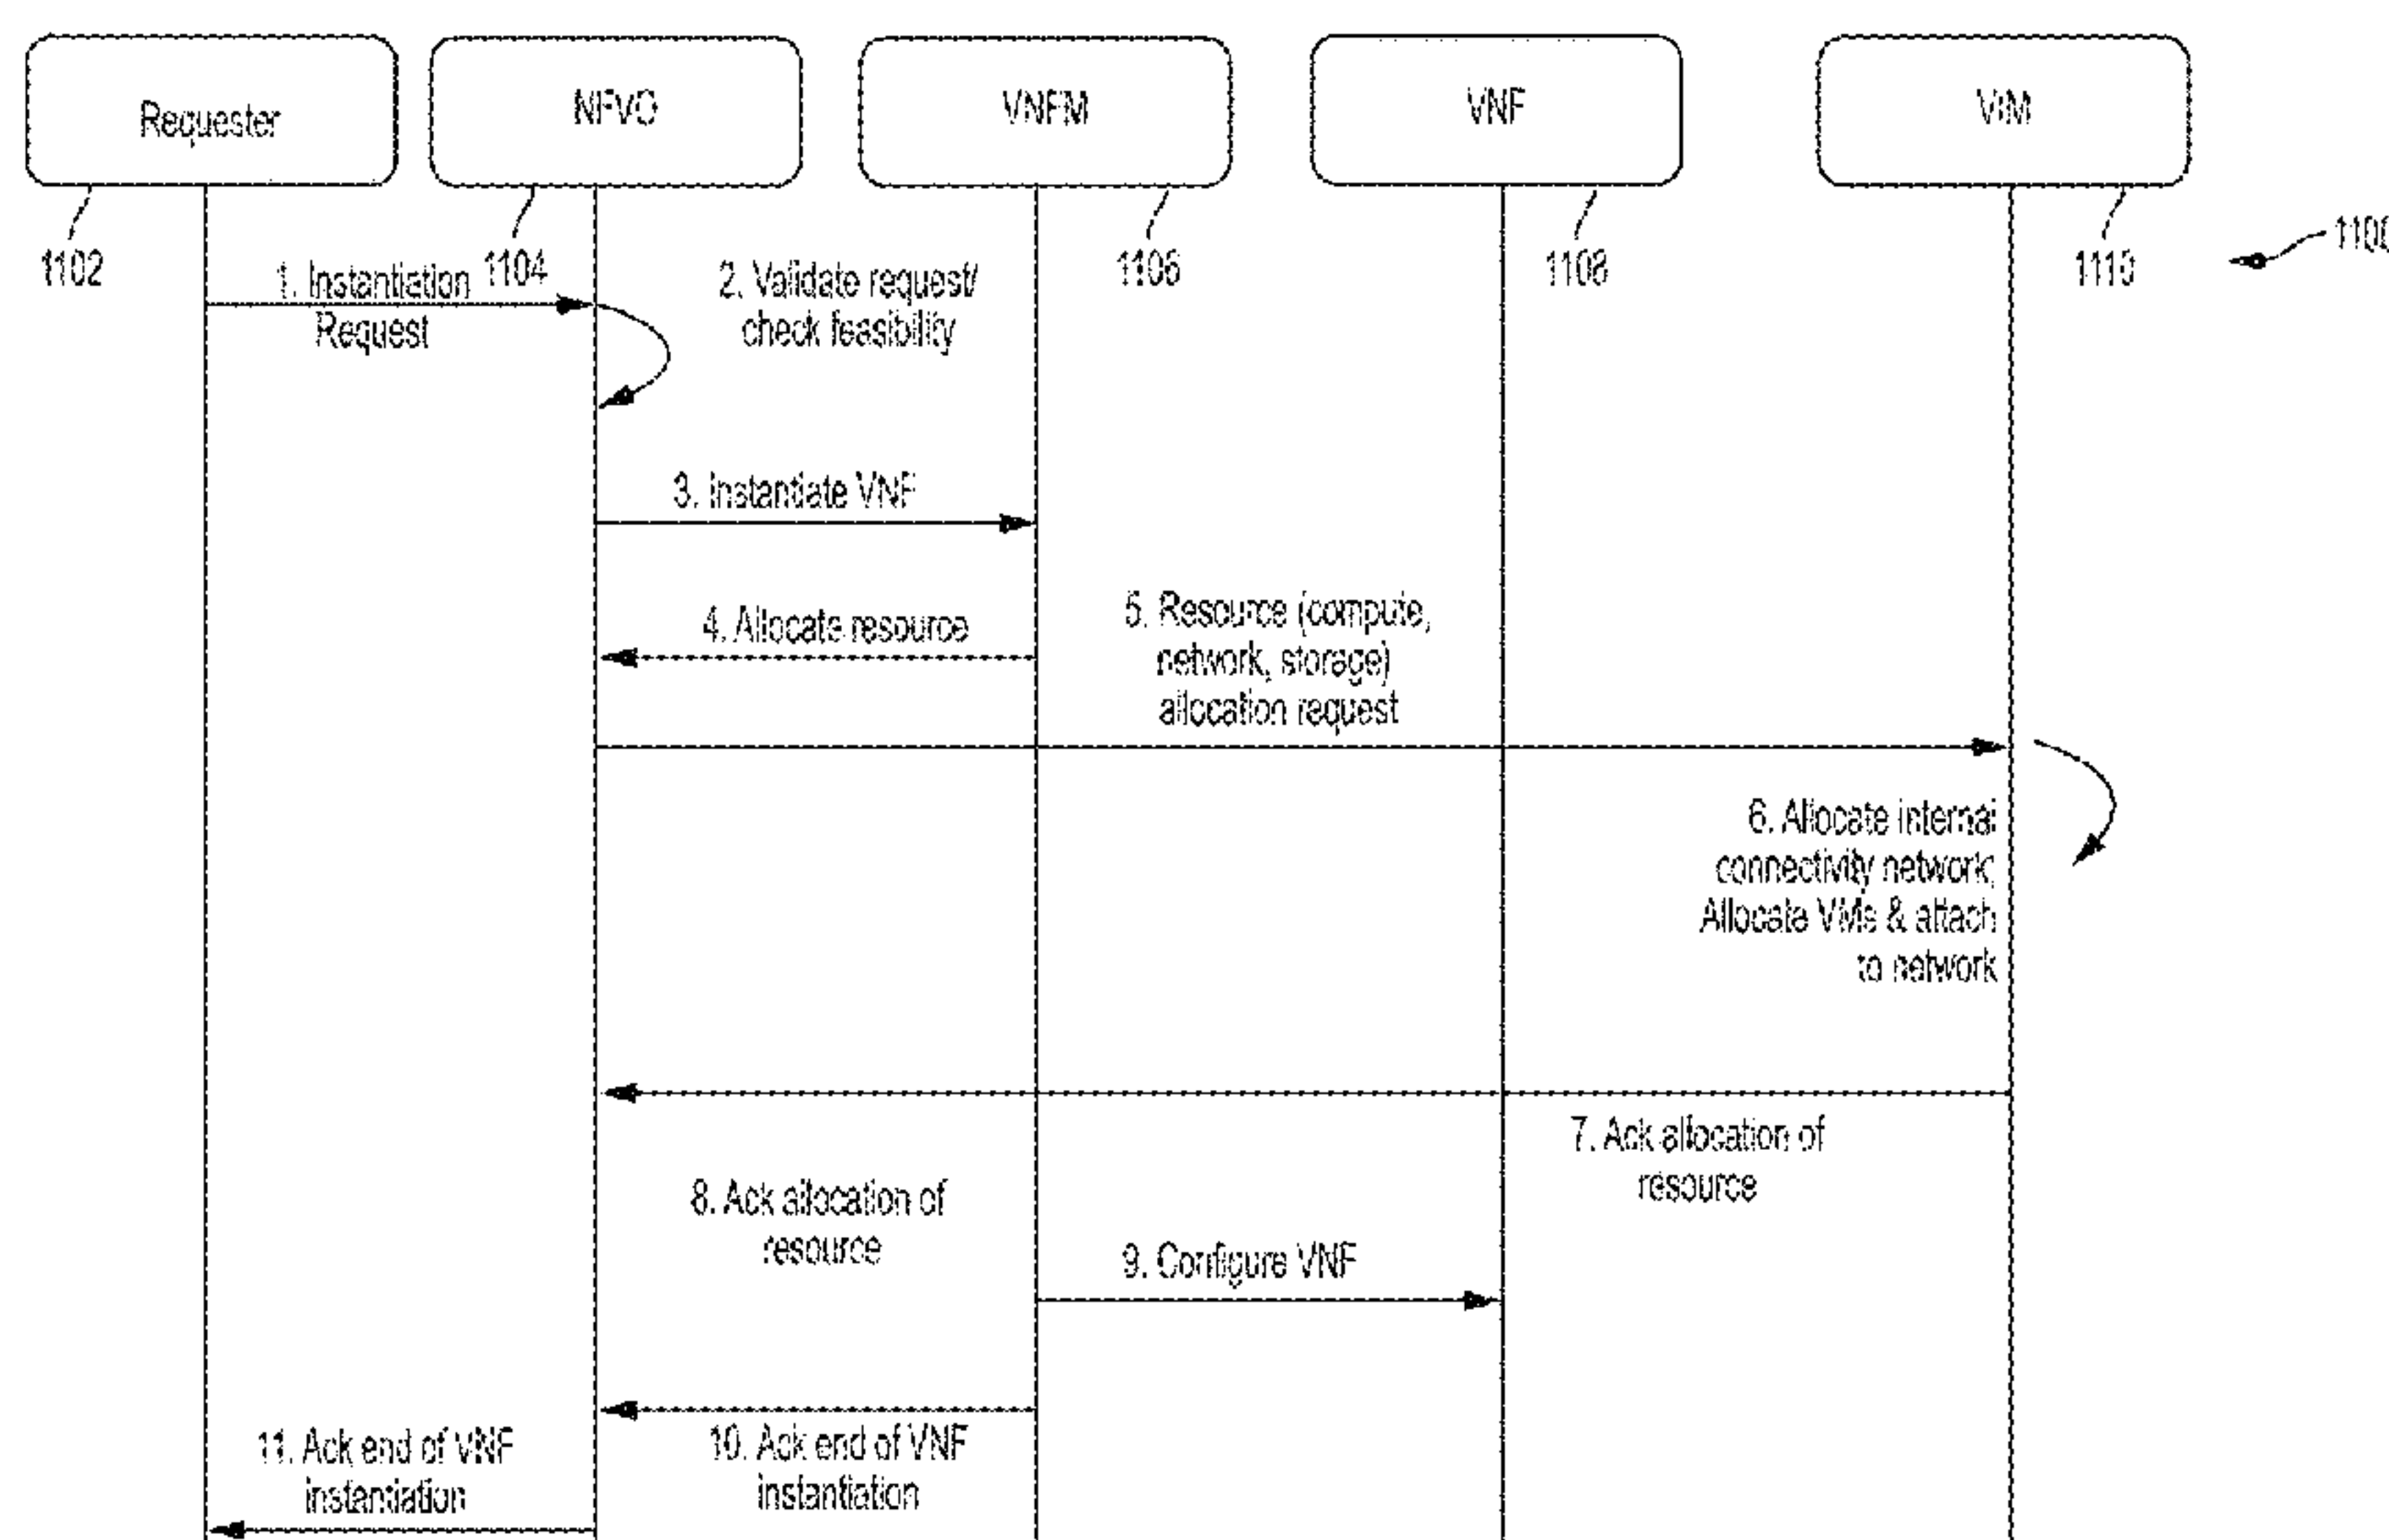 Requester
NFVO
VNFM
VNF
VIM
1102
1104
1106
1108
1110
1100
1. Instantiation
Request
2. Validate request/
check feasibility
3. Instantiate VNF
4. Allocate resource
5. Resource (compute,
network, storage)
allocation request
6. Allocate internal
connectivity network,
Allocate VMs & attach
to network
7. Ack allocation of
resource
8. Ack allocation of
resource
9. Configure VNF
10. Ack end of VNF
instantiation
11. Ack end of VNF
instantiation